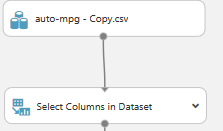 auto-mpg - Copy.csv
Select Columns in Dataset